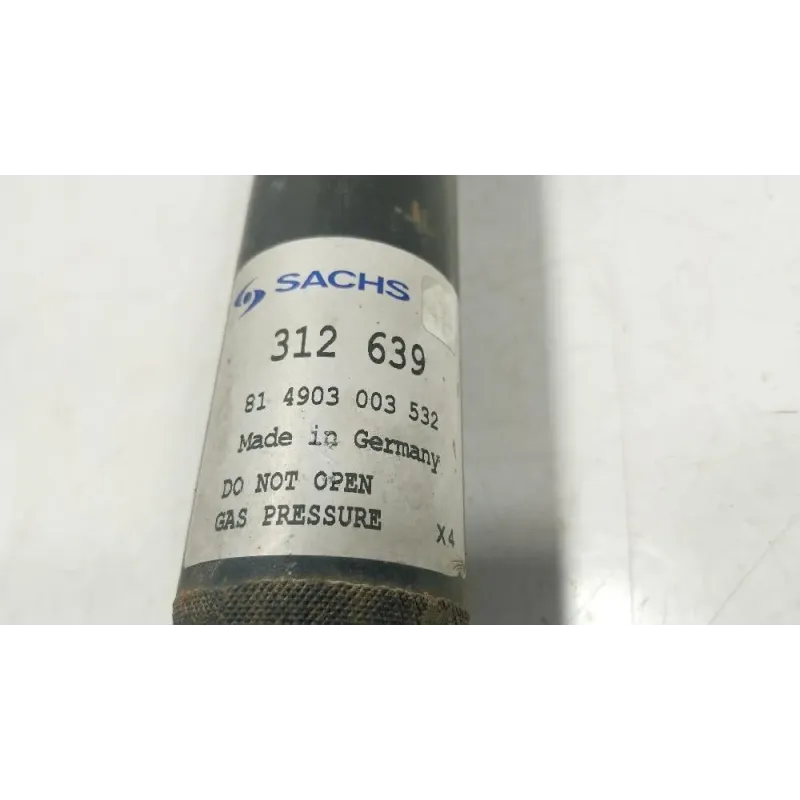 SACHS
312 639
81 4903 003 532
Made in Germany
DO NOT OPEN
GAS PRESSURE
X4